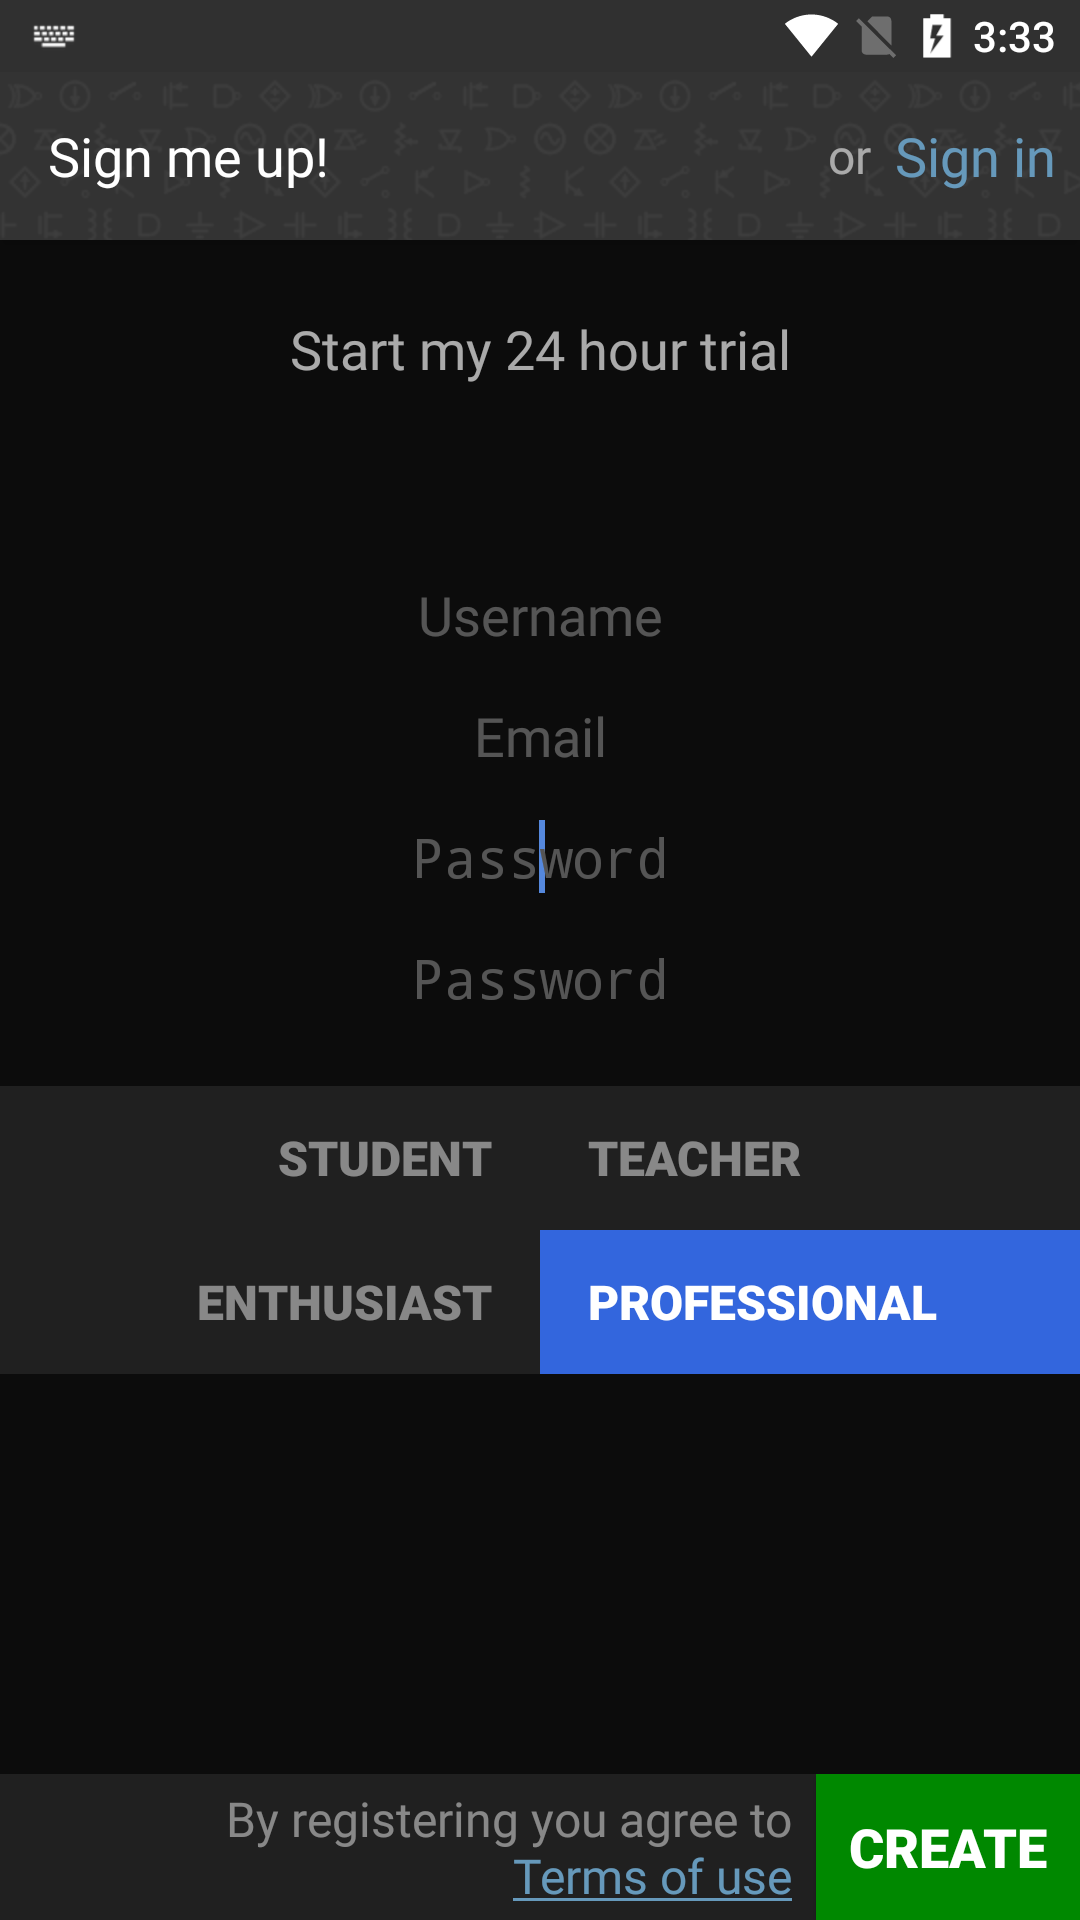 3:33
Sign me up!
or Sign in
Start my 24 hour trial
Username
Email
Password
Password
STUDENT
TEACHER
ENTHUSIAST
PROFESSIONAL
By registering you agree to
Terms of use
CREATE